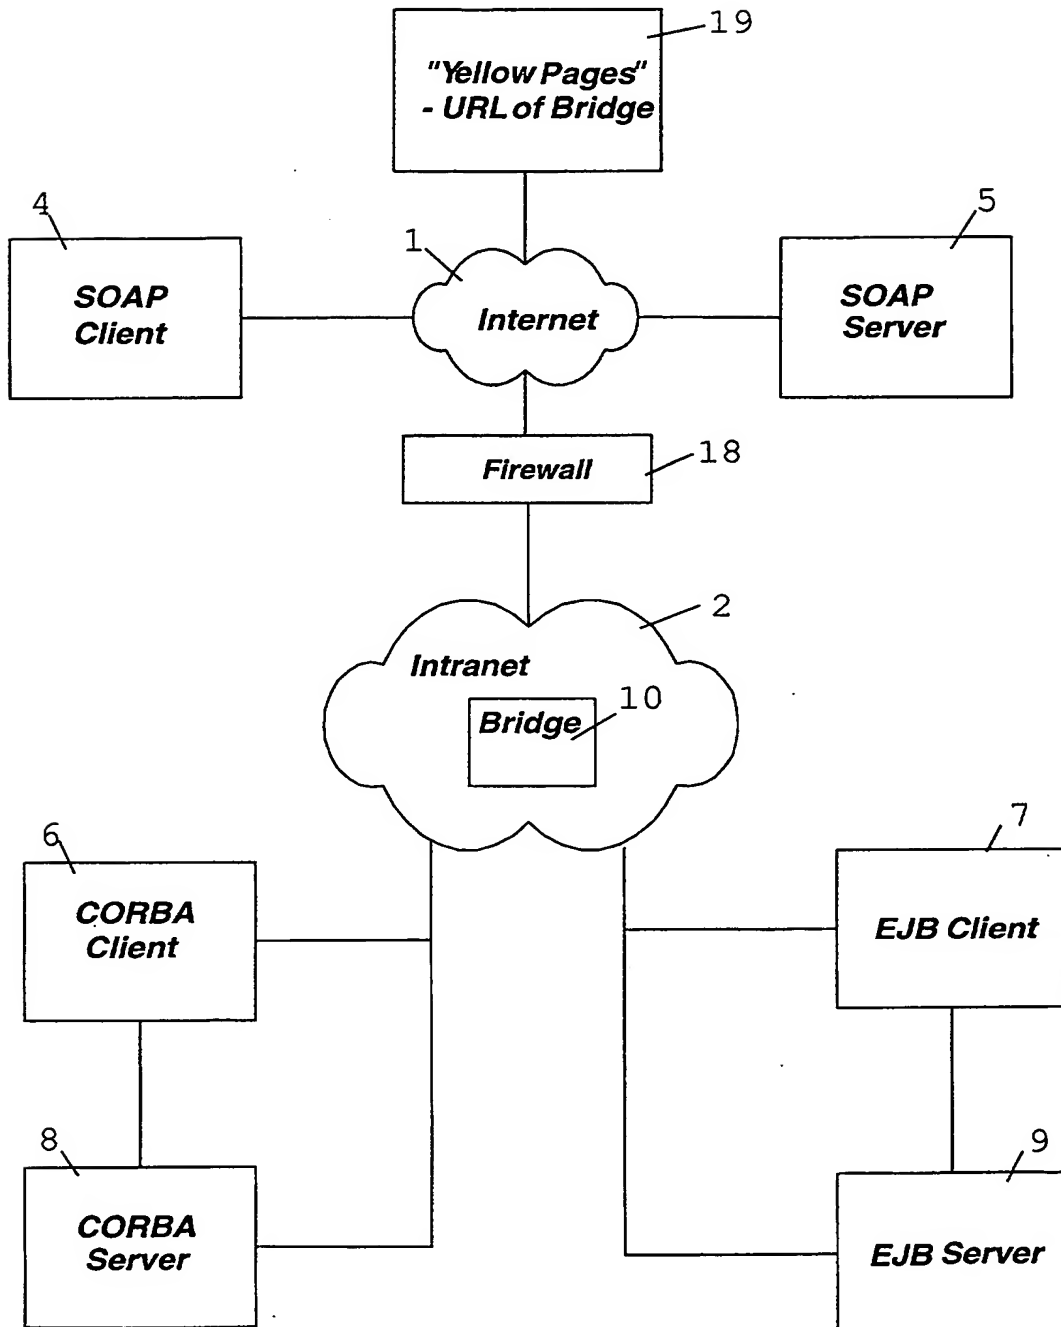 19
"Yellow Pages"
- URL of Bridge
4
SOAP
Client
1
Internet
5
SOAP
Server
Firewall
18
2
Intranet
Bridge
10
6
CORBA
Client
7
EJB Client
8
CORBA
Server
9
EJB Server